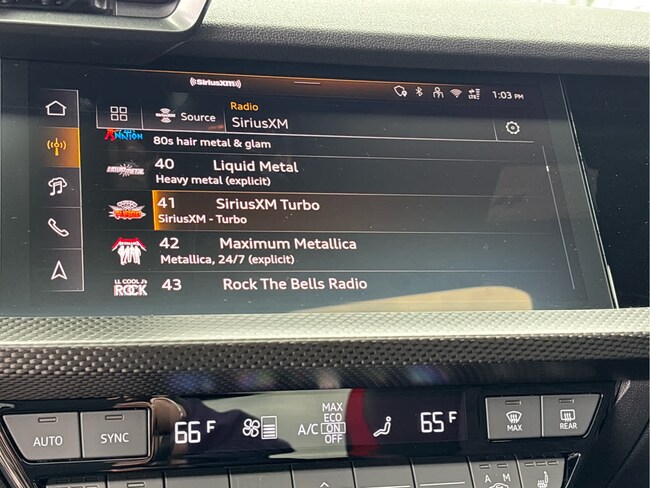 ((SiriusXM))
LTE
1:03 PM
Source
Radio
SiriusXM
NATION
80s hair metal & glam
40 Liquid Metal
Heavy metal (explicit)
41 SiriusXM Turbo
SiriusXM - Turbo
42 Maximum Metallica
Metallica, 24/7 (explicit)
LL COOL J's
ROCK
43 Rock The Bells Radio
AUTO
SYNC
66 F
MAX
ECO
A/C ON
OFF
65 F
MAX
REAR
A M